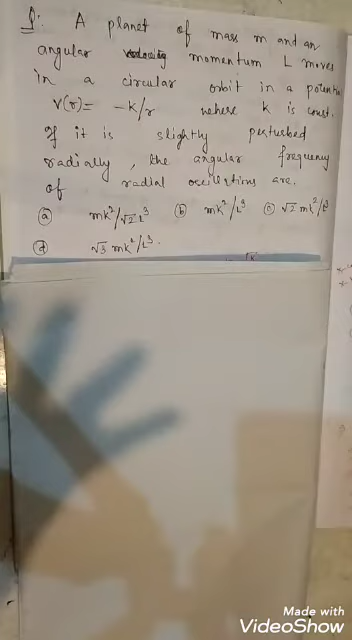 Q:. A planet of mass m and an
angular momentum L moves
in a circular orbit in a potential
V(r) = -k/r where k is const.
If it is slightly perturbed
radially, the angular frequency
of radial oscillations are.
(a) mk²/√2 L³ (b) mk²/L³ (c) √2 mk²/L³
(d) √3 mk²/L³.
Made with
VideoShow